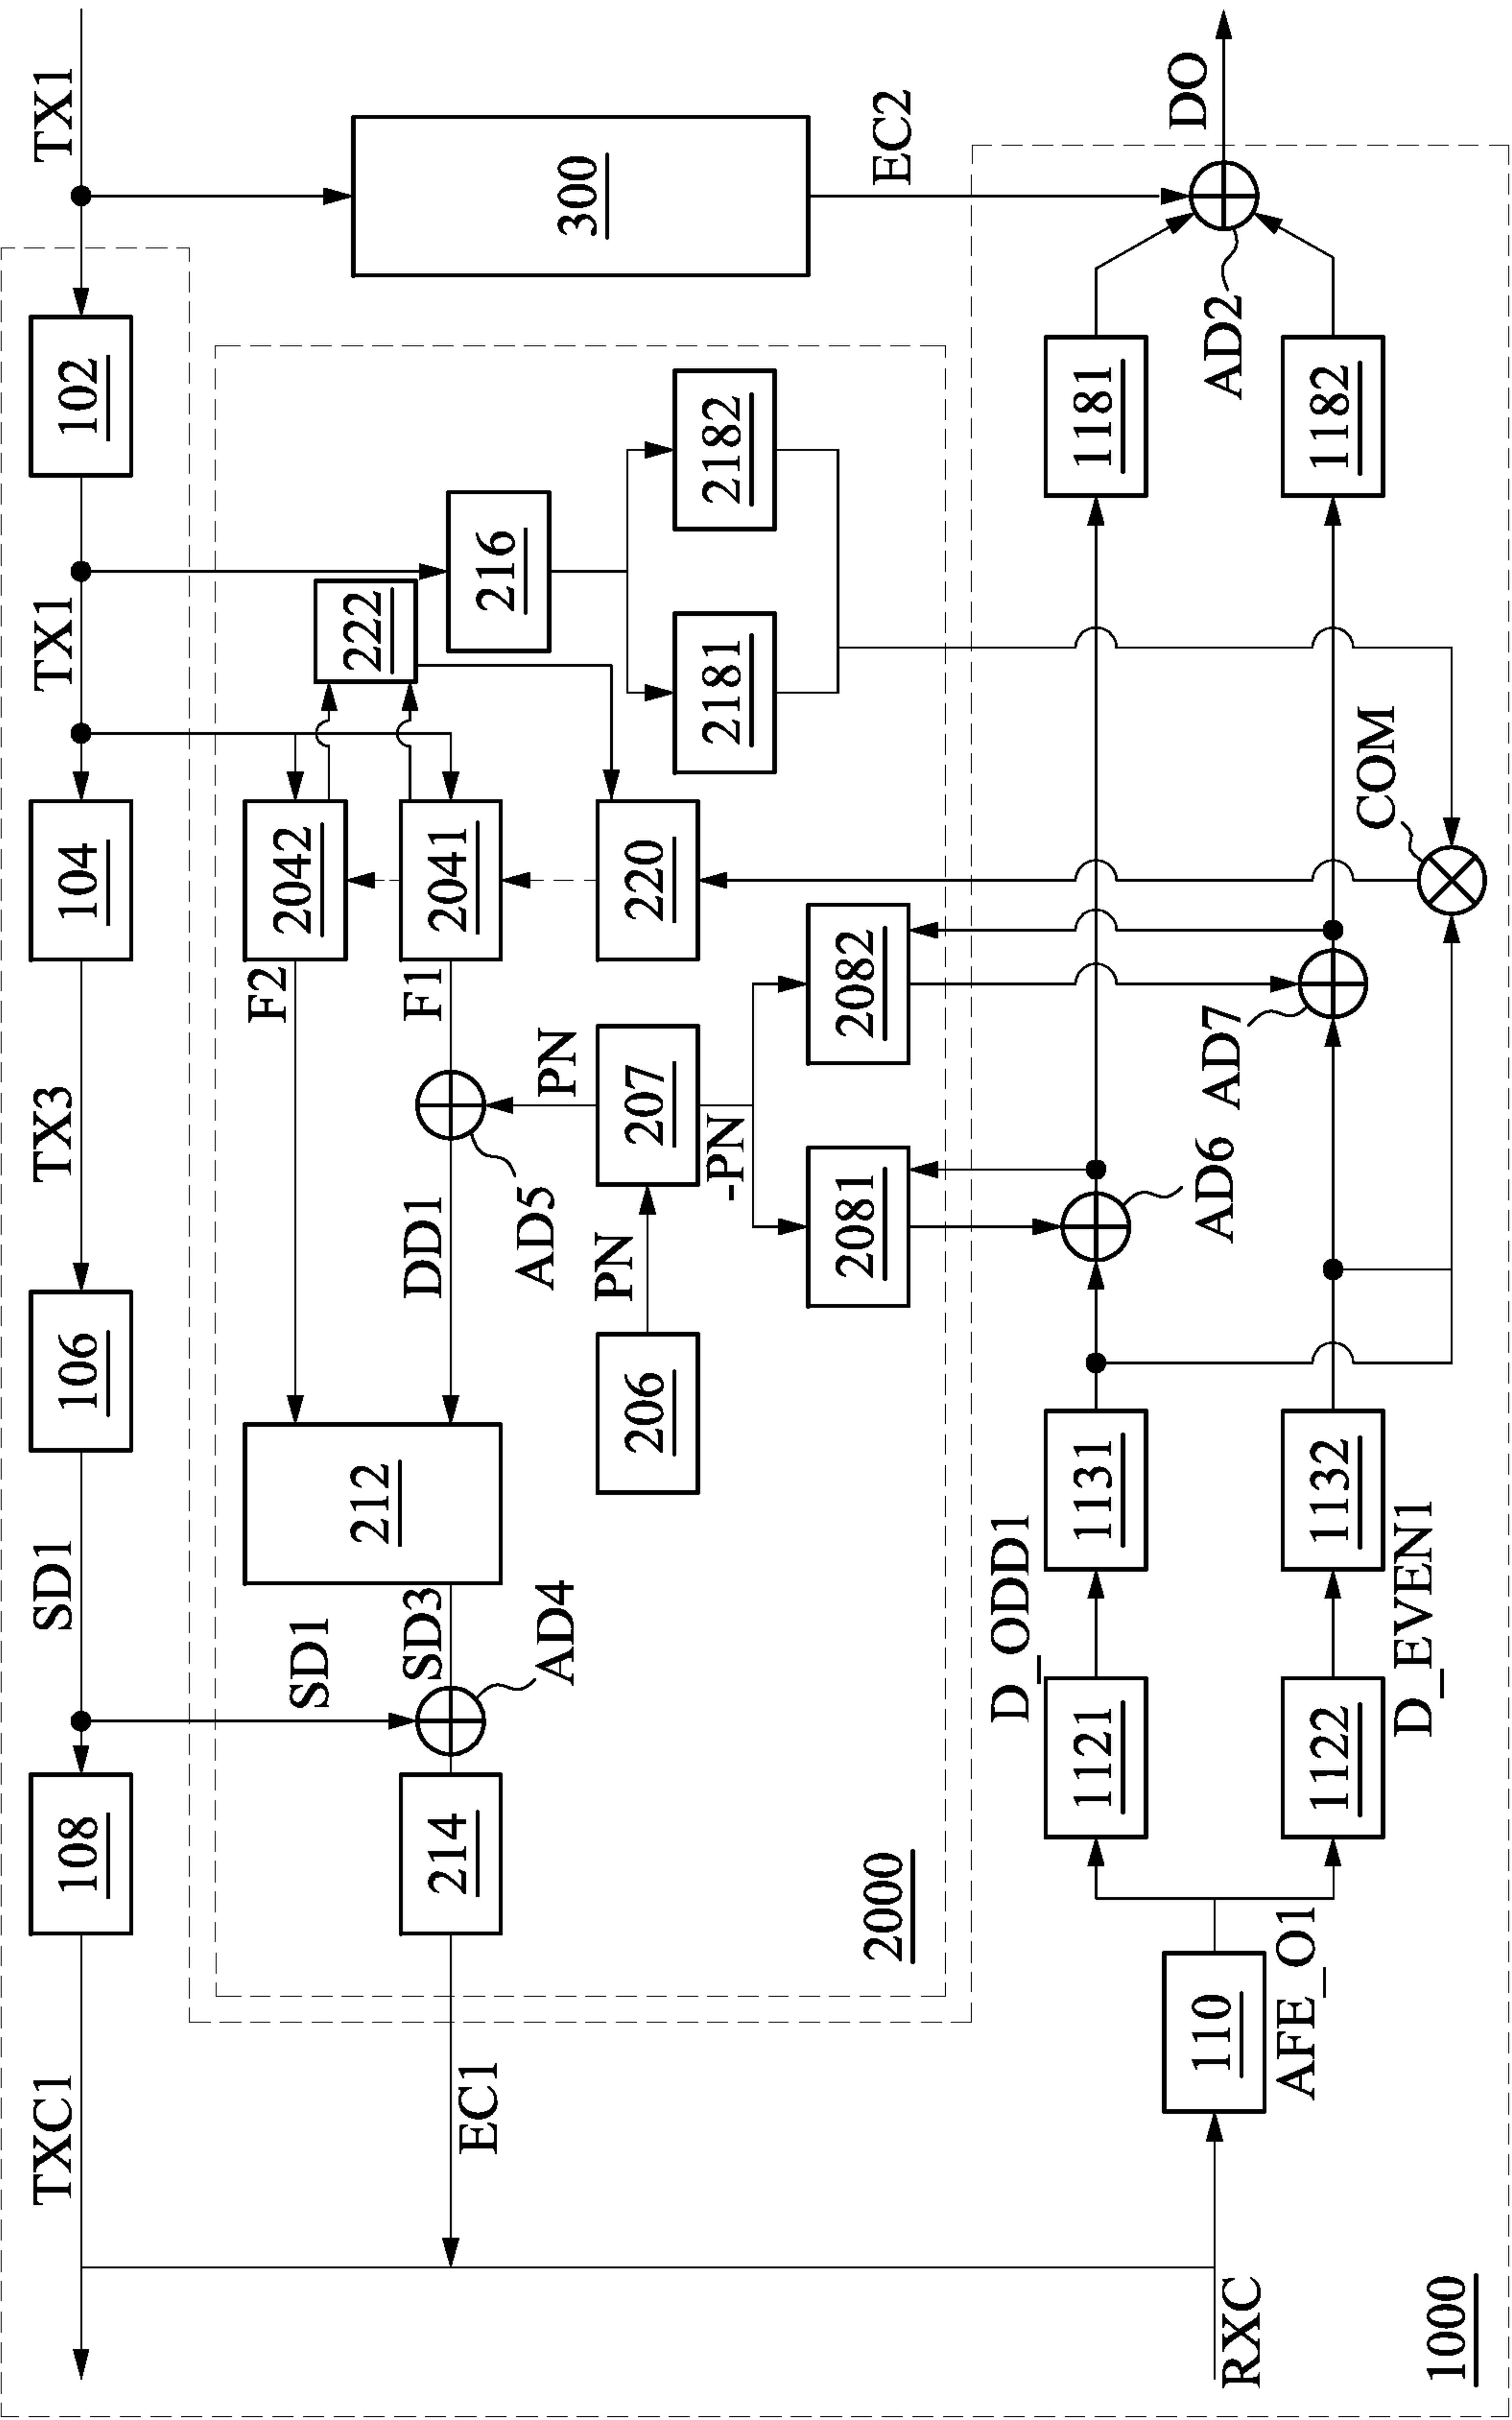 TXC1
108
SD1
106
TX3
104
TX1
102
TX1
SD1
F2
2042
222
EC1
214
SD3
AD4
212
DD1
AD5
F1
2041
216
300
206
PN
207
PN
-PN
220
2181
2182
2000
2081
2082
EC2
D_ODD1
1121
1131
AD6
1181
RXC
110
AFE_O1
AD7
AD2
DO
1122
D_EVEN1
1132
COM
1182
1000